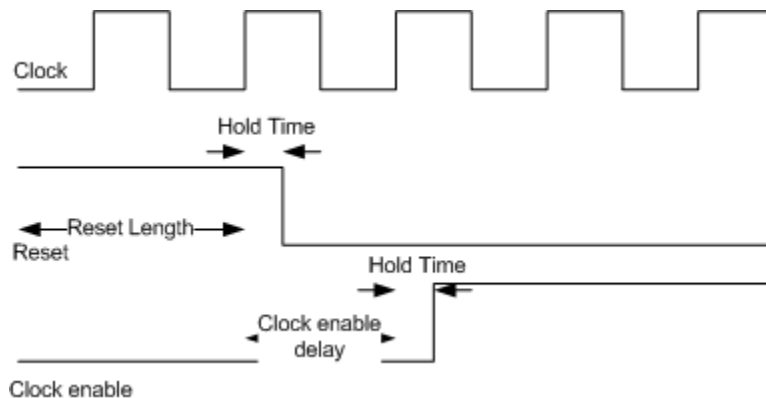 Clock
Hold Time
Reset Length
Reset
Hold Time
Clock enable
delay
Clock enable